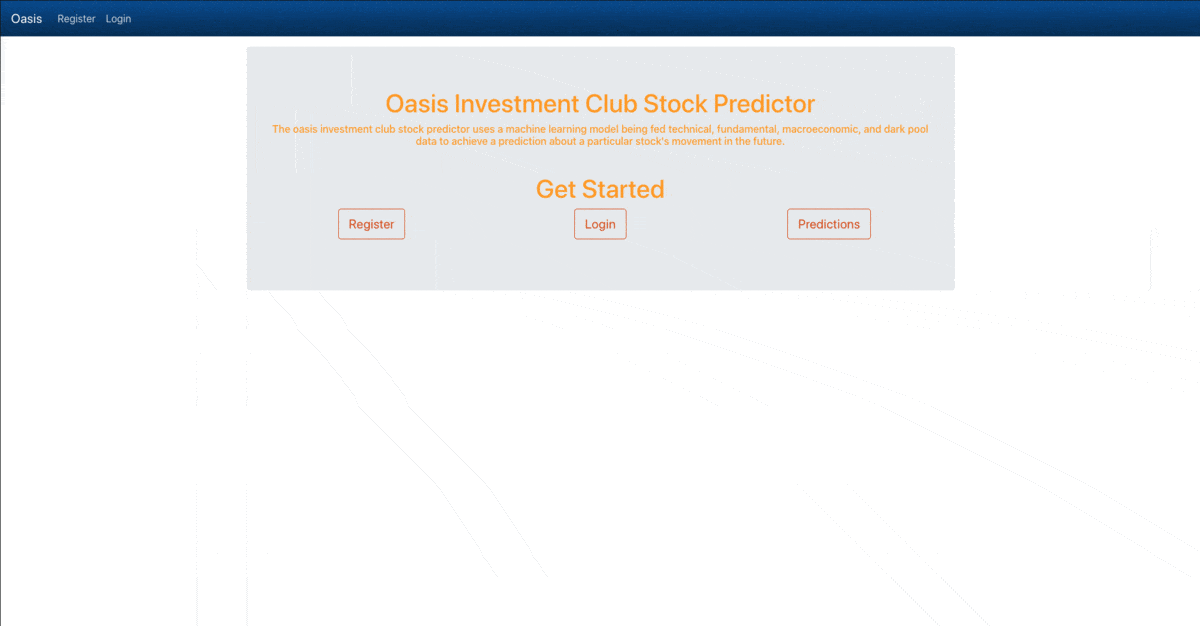 Oasis Register Login
Oasis Investment Club Stock Predictor
The oasis investment club stock predictor uses a machine learning model being fed technical, fundamental, macroeconomic, and dark pool
data to achieve a prediction about a particular stock's movement in the future.
Get Started
Register Login Predictions